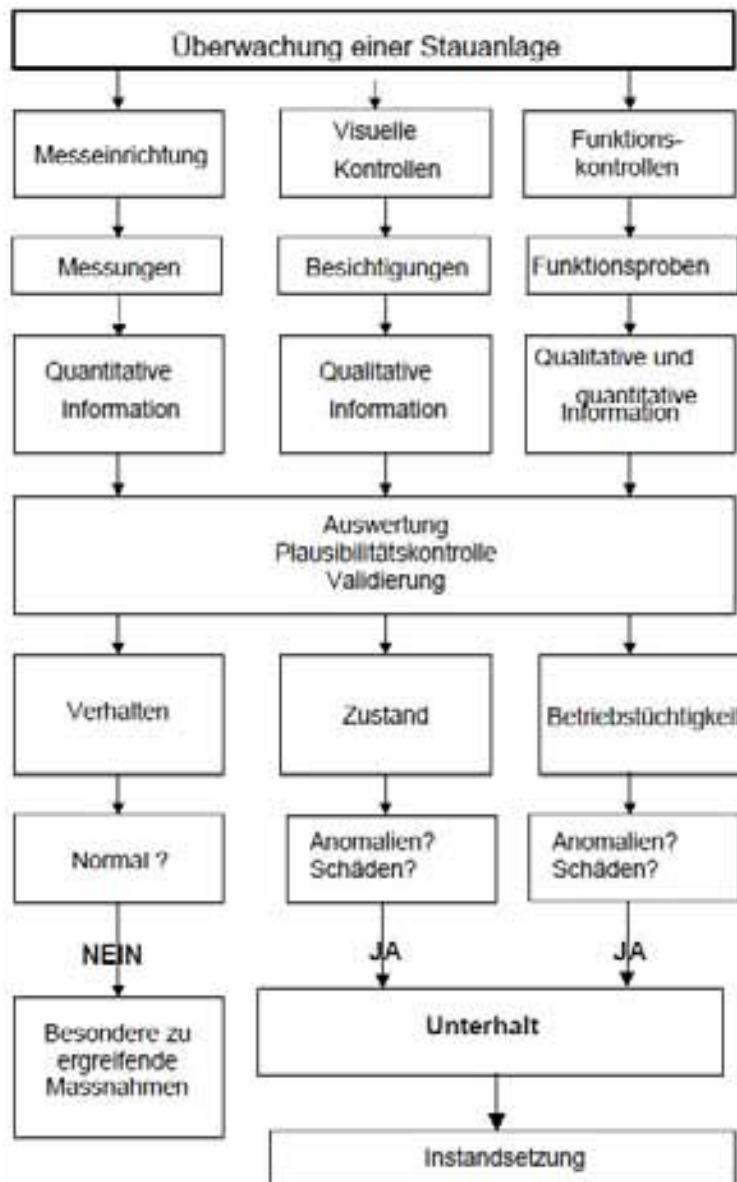 Überwachung einer Stauanlage
Messeinrichtung
Visuelle
Kontrollen
Funktions-
kontrollen
Messungen
Besichtigungen
Funktionsproben
Quantitative
Information
Qualitative
Information
Qualitative und
quantitative
Information
Auswertung
Plausibilitätskontrolle
Validierung
Verhalten
Zustand
Betriebstüchtigkeit
Normal ?
Anomalien?
Schäden?
Anomalien?
Schäden?
NEIN
JA
JA
Besondere zu
ergreifende
Massnahmen
Unterhalt
Instandsetzung